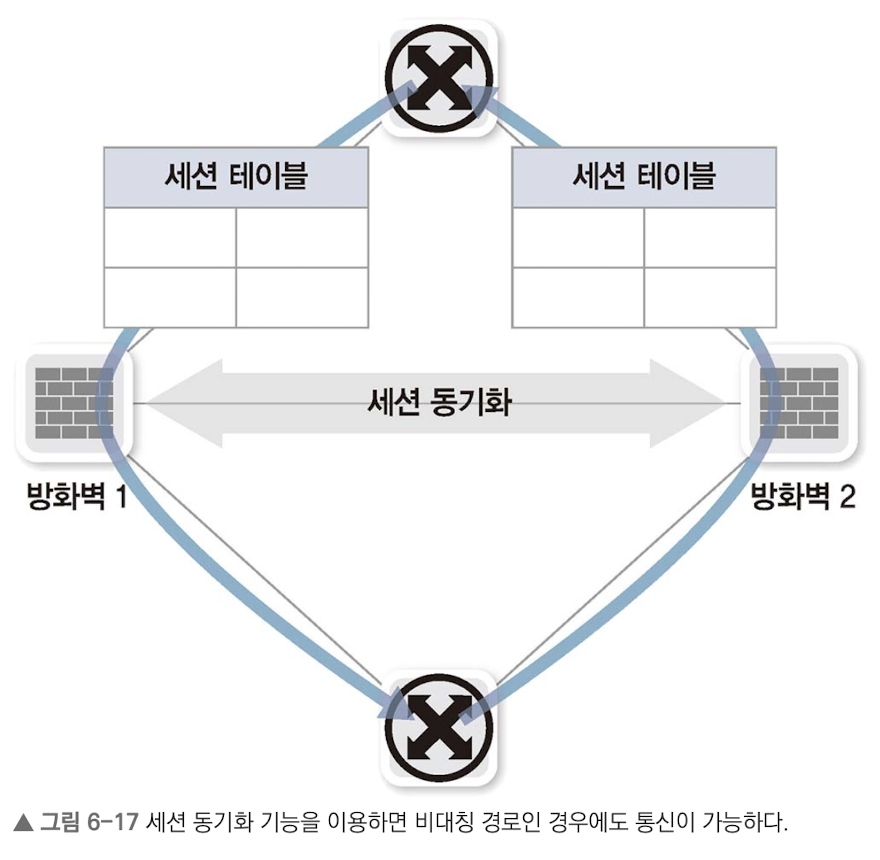 세션 테이블
세션 테이블
세션 동기화
방화벽 1
방화벽 2
▲ 그림 6-17 세션 동기화 기능을 이용하면 비대칭 경로인 경우에도 통신이 가능하다.